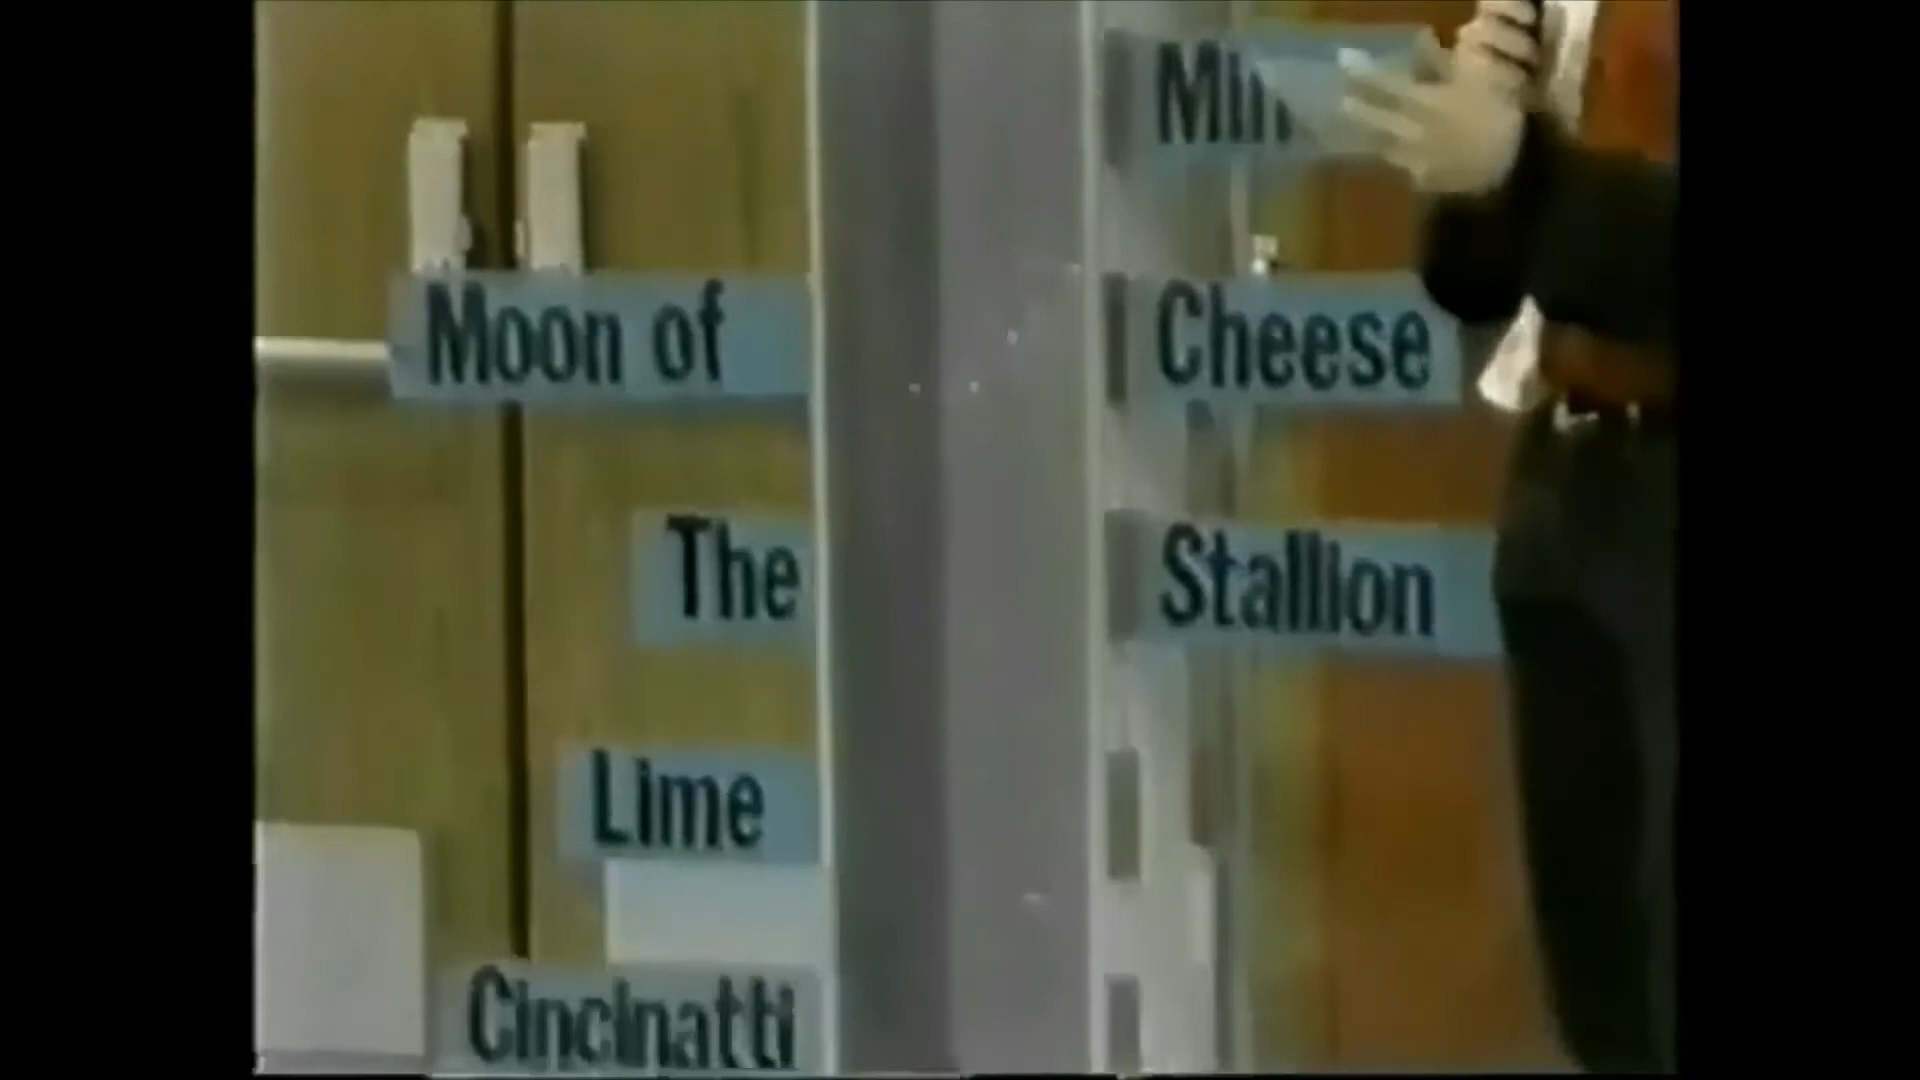 Moon of Cheese
The Stallion
Lime
Cincinatti